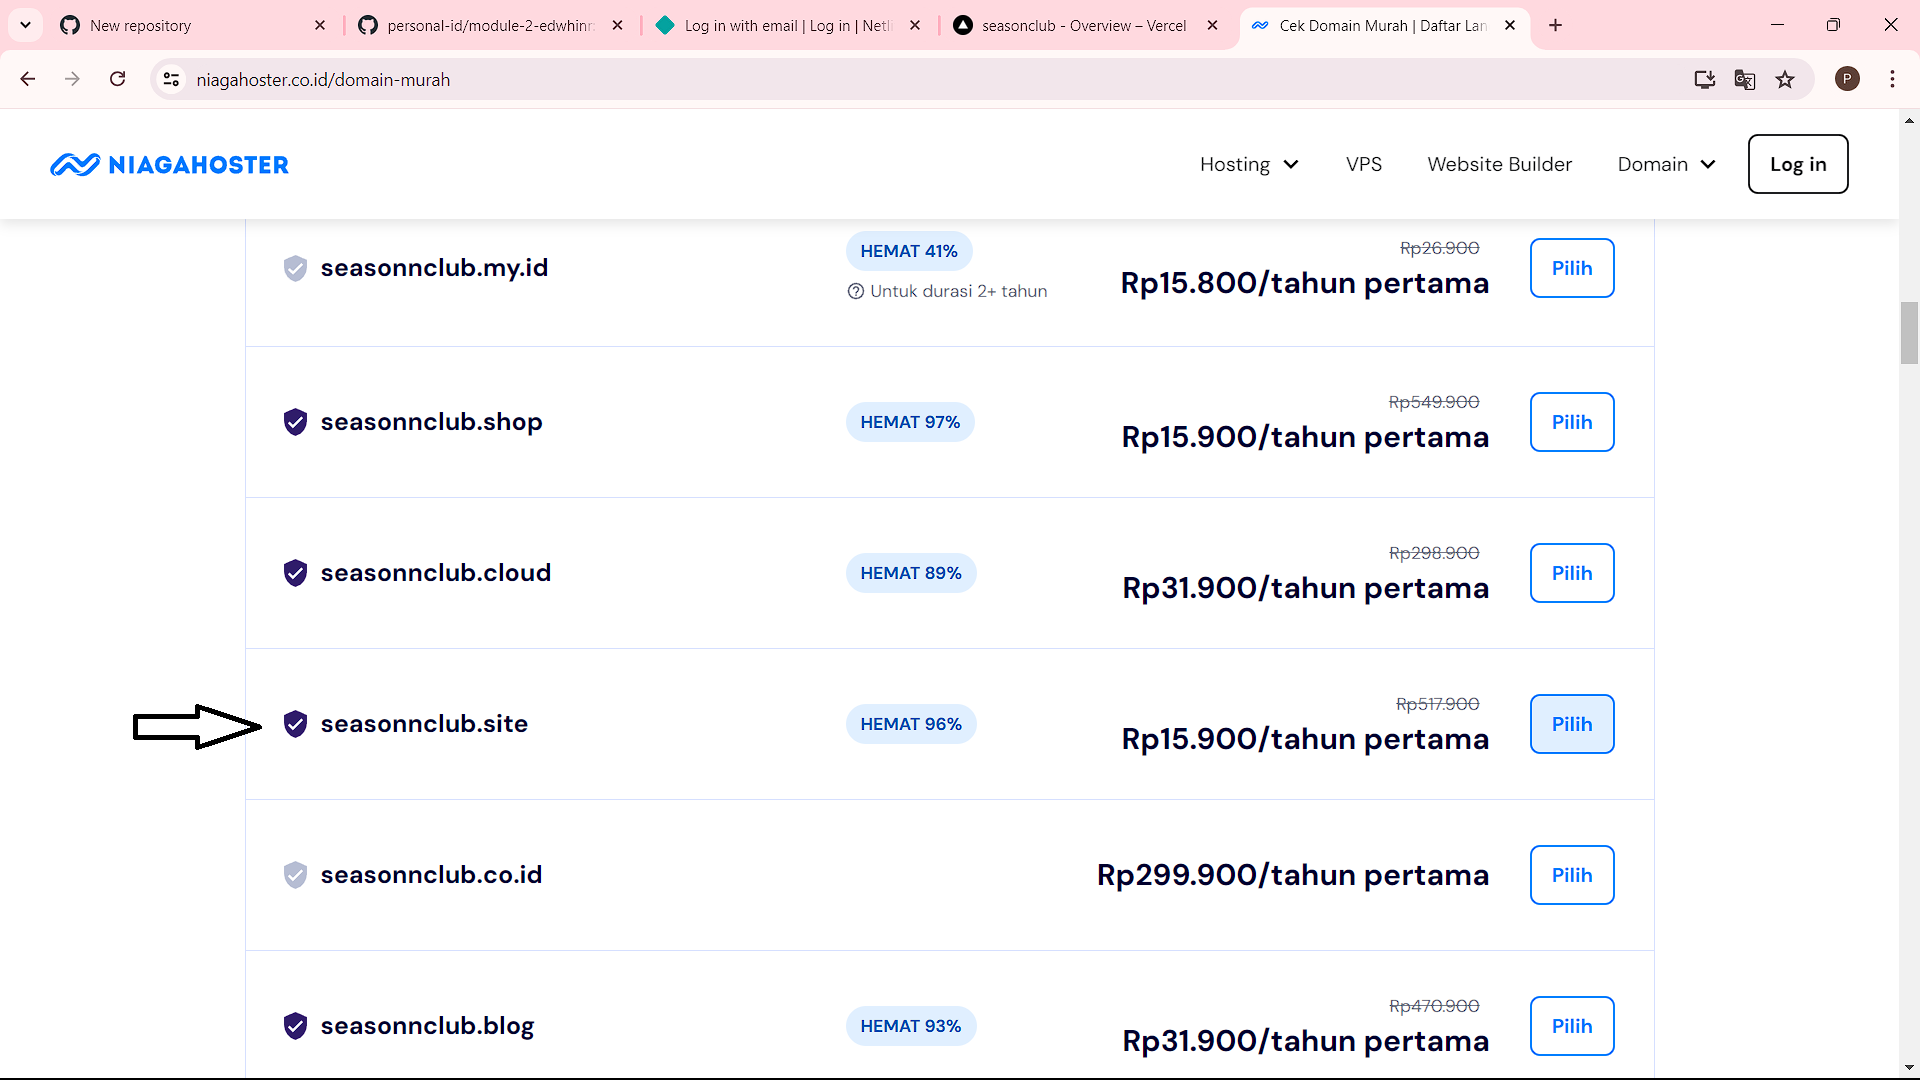 New repository
personal-id/module-2-edwhinr
Log in with email | Log in | Netli
seasonclub - Overview – Vercel
Cek Domain Murah | Daftar Lan
niagahoster.co.id/domain-murah
P
NIAGAHOSTER
Hosting
VPS
Website Builder
Domain
Log in
seasonnclub.my.id
HEMAT 41%
Untuk durasi 2+ tahun
Rp26.900
Rp15.800/tahun pertama
Pilih
seasonnclub.shop
HEMAT 97%
Rp549.900
Rp15.900/tahun pertama
Pilih
seasonnclub.cloud
HEMAT 89%
Rp298.900
Rp31.900/tahun pertama
Pilih
seasonnclub.site
HEMAT 96%
Rp517.900
Rp15.900/tahun pertama
Pilih
seasonnclub.co.id
Rp299.900/tahun pertama
Pilih
seasonnclub.blog
HEMAT 93%
Rp470.900
Rp31.900/tahun pertama
Pilih